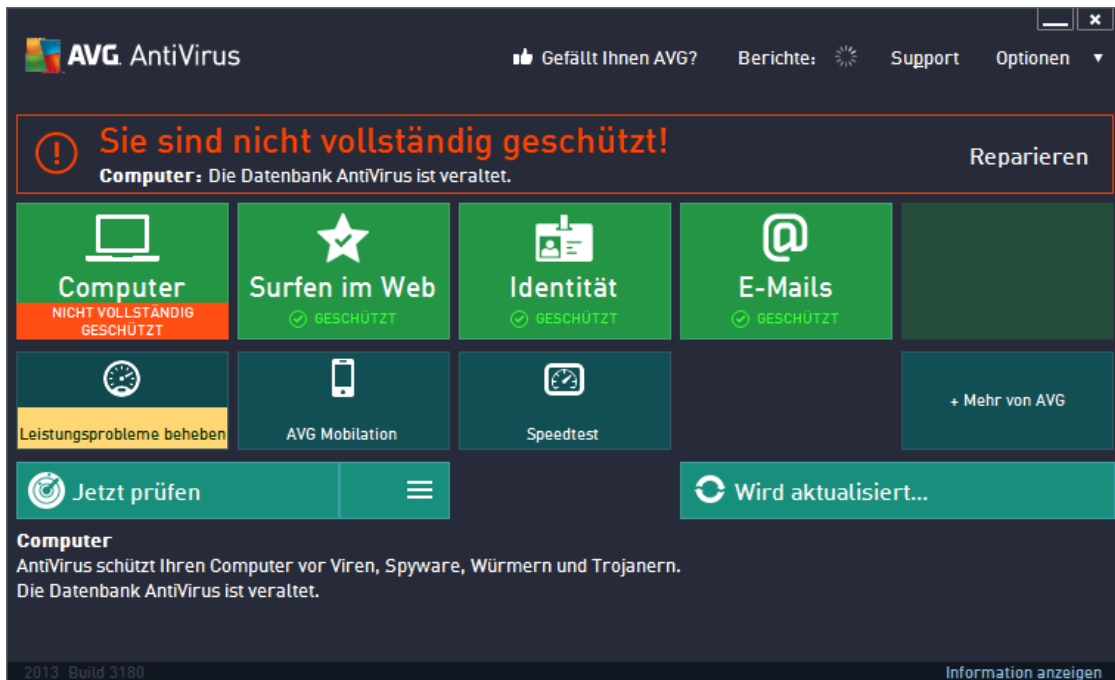 AVG AntiVirus
Gefällt Ihnen AVG? Berichte: Support Optionen
Sie sind nicht vollständig geschützt!
Computer: Die Datenbank AntiVirus ist veraltet.
Reparieren
Computer
NICHT VOLLSTÄNDIG
GESCHÜTZT
Surfen im Web
GESCHÜTZT
Identität
GESCHÜTZT
E-Mails
GESCHÜTZT
Leistungsprobleme beheben
AVG Mobilation
Speedtest
+ Mehr von AVG
Jetzt prüfen
Wird aktualisiert...
Computer
AntiVirus schützt Ihren Computer vor Viren, Spyware, Würmern und Trojanern.
Die Datenbank AntiVirus ist veraltet.
2013 Build 3180
Information anzeigen